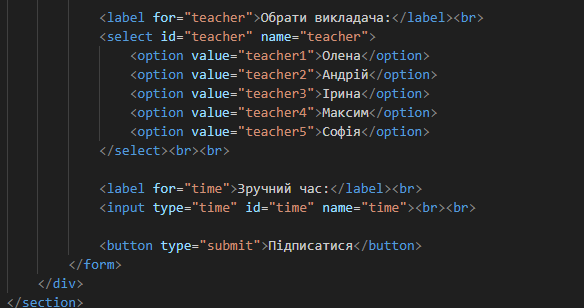 <label for="teacher">Обрати викладача:</label><br>
<select id="teacher" name="teacher">
<option value="teacher1">Олена</option>
<option value="teacher2">Андрій</option>
<option value="teacher3">Ірина</option>
<option value="teacher4">Максим</option>
<option value="teacher5">Софія</option>
</select><br><br>
<label for="time">Зручний час:</label><br>
<input type="time" id="time" name="time"><br><br>
<button type="submit">Підписатися</button>
</form>
</div>
</section>